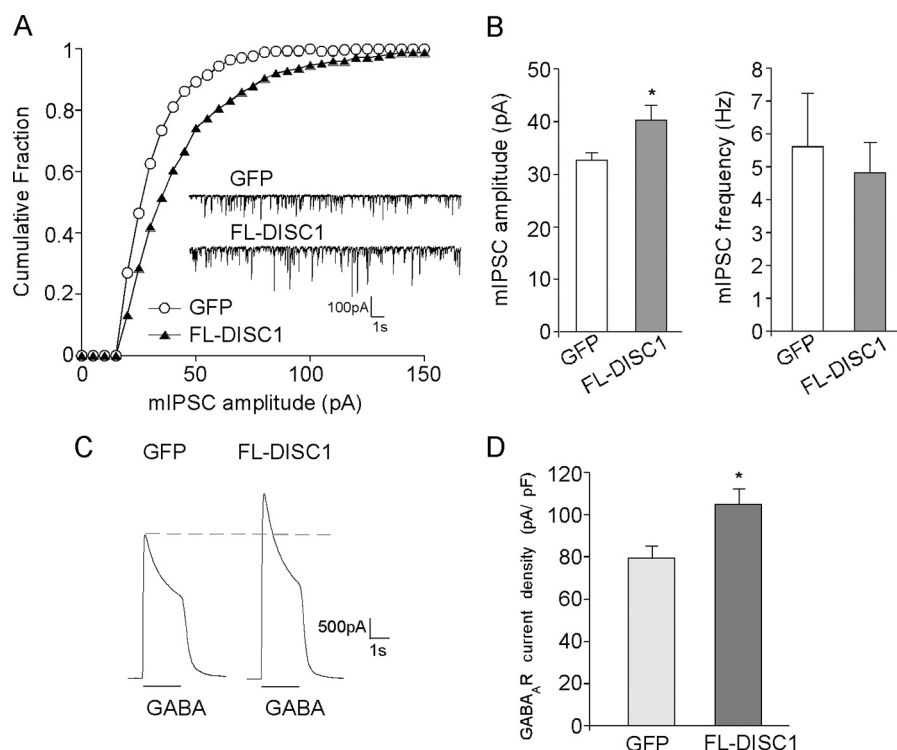 A
1
0.8
0.6
0.4
0.2
0
Cumulative Fraction
GFP
FL-DISC1
100pA
1s
GFP
FL-DISC1
0 50 100 150
mIPSC amplitude (pA)
B
50
40
30
20
10
0
mIPSC amplitude (pA)
*
GFP
FL-DISC1
8
7
6
5
4
3
2
1
0
mIPSC frequency (Hz)
GFP
FL-DISC1
C
GFP FL-DISC1
500pA
1s
GABA GABA
D
120
100
80
60
40
20
0
GABAAR current density (pA/ pF)
*
GFP FL-DISC1